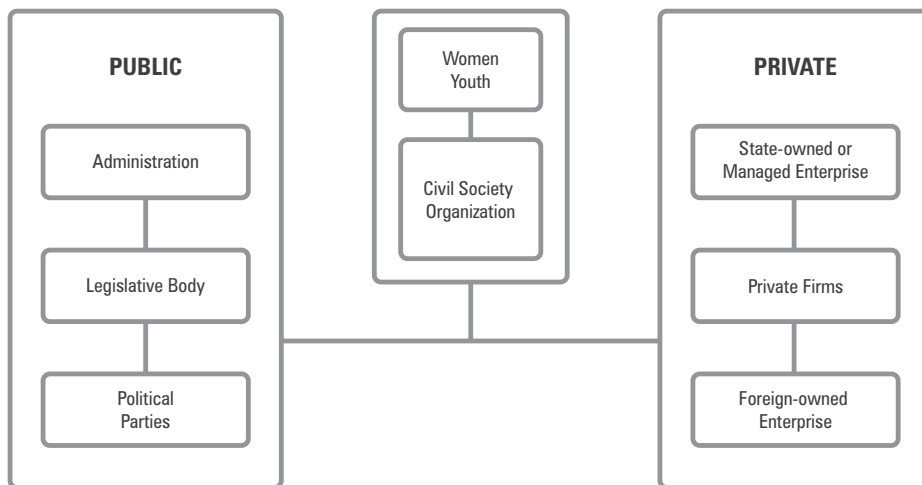 PUBLIC
Administration
Legislative Body
Political
Parties
Women
Youth
Civil Society
Organization
PRIVATE
State-owned or
Managed Enterprise
Private Firms
Foreign-owned
Enterprise